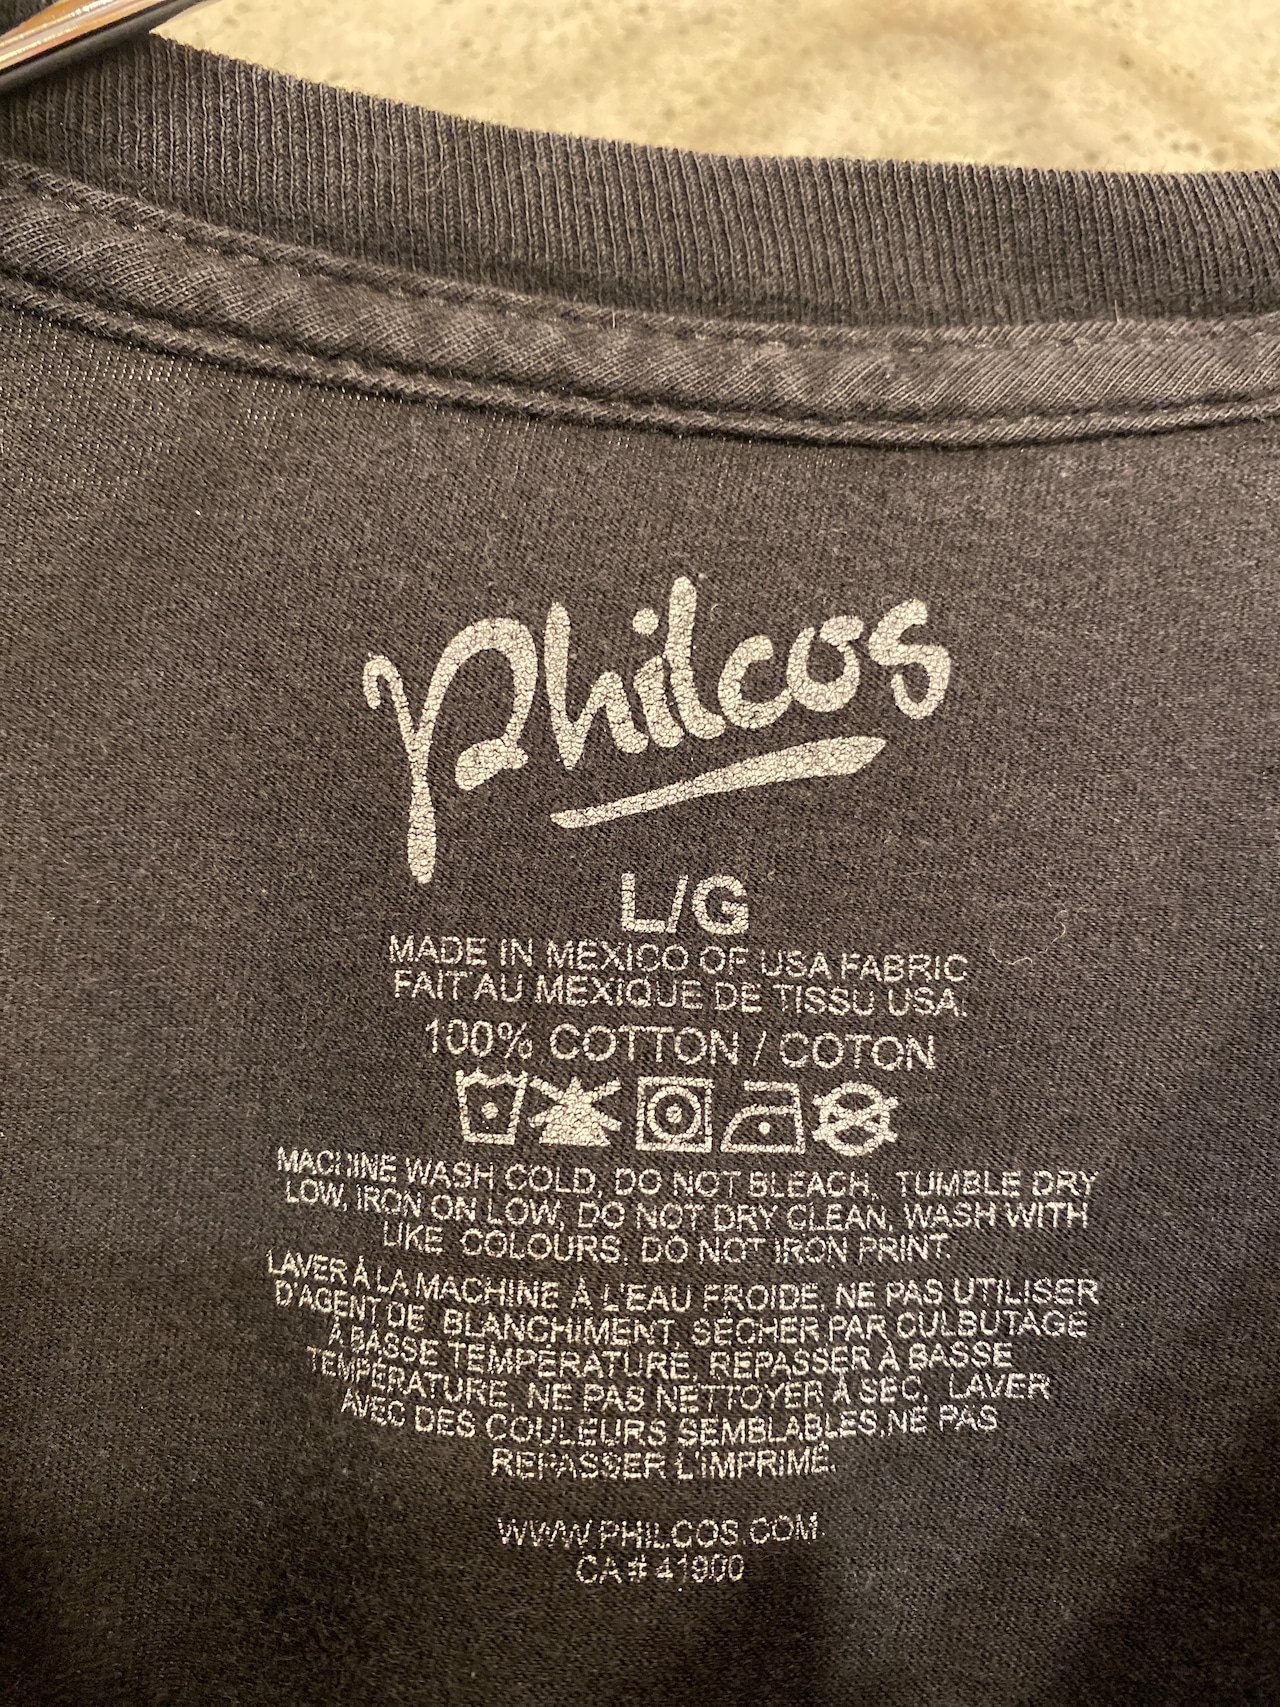 Philcos
L/G
MADE IN MEXICO OF USA FABRIC
FAIT AU MEXIQUE DE TISSU USA.
100% COTTON / COTON
MACHINE WASH COLD, DO NOT BLEACH, TUMBLE DRY
LOW, IRON ON LOW, DO NOT DRY CLEAN, WASH WITH
LIKE COLOURS, DO NOT IRON PRINT.
LAVER À LA MACHINE À L'EAU FROIDE, NE PAS UTILISER
D'AGENT DE BLANCHIMENT, SÉCHER PAR CULBUTAGE
À BASSE TEMPÉRATURE, REPASSER À BASSE
TEMPÉRATURE, NE PAS NETTOYER À SEC, LAVER
AVEC DES COULEURS SEMBLABLES, NE PAS
REPASSER L'IMPRIMÉ.
WWW.PHILCOS.COM
CA # 41900